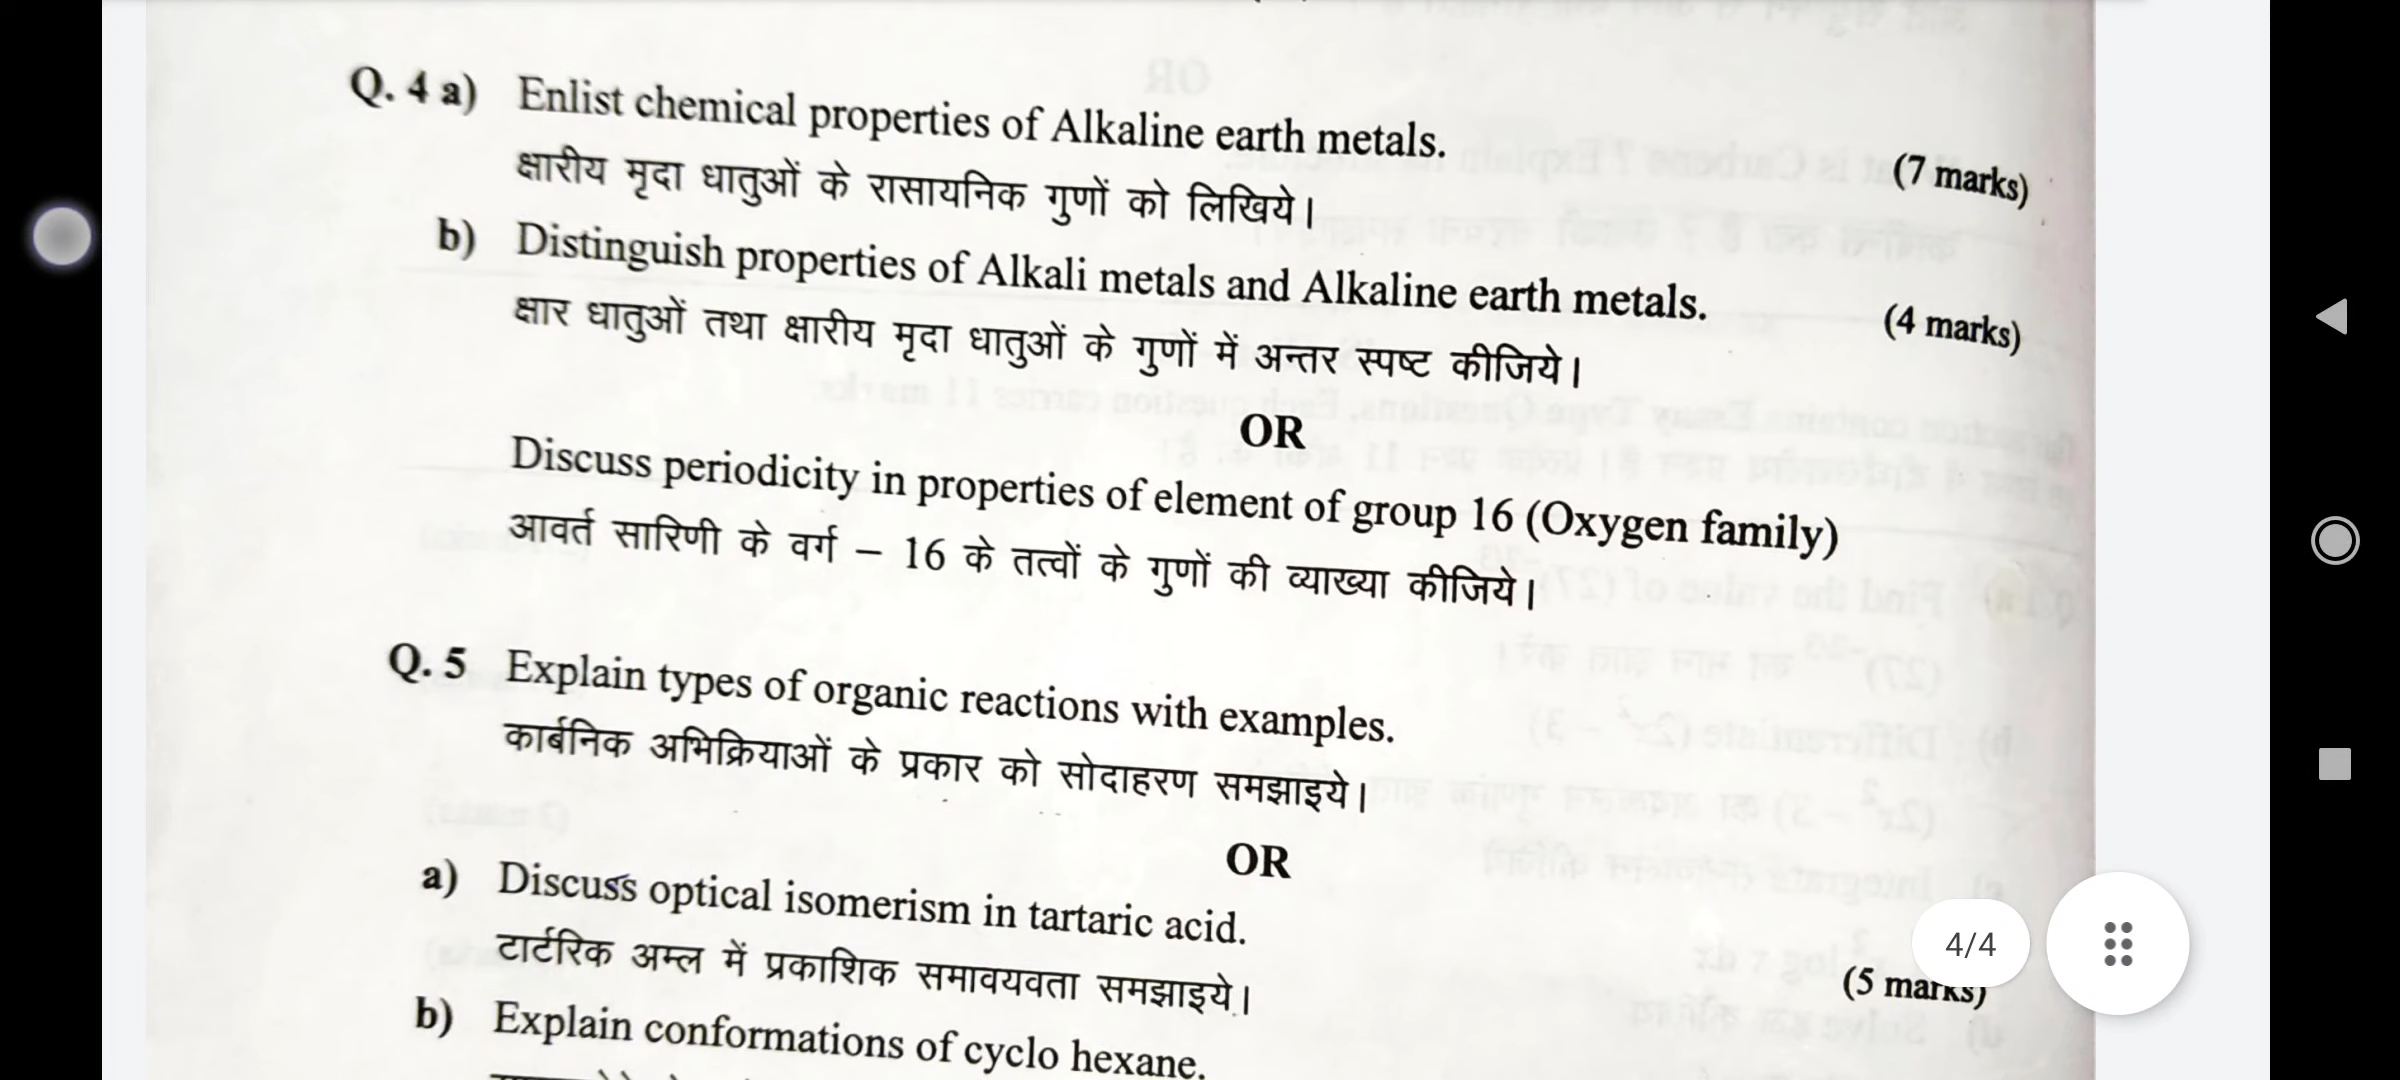 Q. 4 a) Enlist chemical properties of Alkaline earth metals.
(7 marks)
क्षारीय मृदा धातुओं के रासायनिक गुणों को लिखिये।
b) Distinguish properties of Alkali metals and Alkaline earth metals.
(4 marks)
क्षार धातुओं तथा क्षारीय मृदा धातुओं के गुणों में अन्तर स्पष्ट कीजिये।
OR
Discuss periodicity in properties of element of group 16 (Oxygen family)
आवर्त सारिणी के वर्ग – 16 के तत्वों के गुणों की व्याख्या कीजिये।
Q. 5 Explain types of organic reactions with examples.
कार्बनिक अभिक्रियाओं के प्रकार को सोदाहरण समझाइये।
OR
a) Discuss optical isomerism in tartaric acid.
(5 marks)
टार्टरिक अम्ल में प्रकाशिक समावयवता समझाइये।
b) Explain conformations of cyclo hexane.
4/4